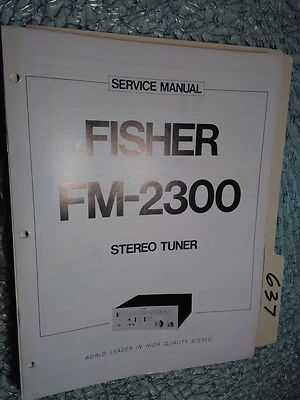 SERVICE MANUAL
FISHER
FM-2300
STEREO TUNER
WORLD LEADER IN HIGH QUALITY STEREO
637